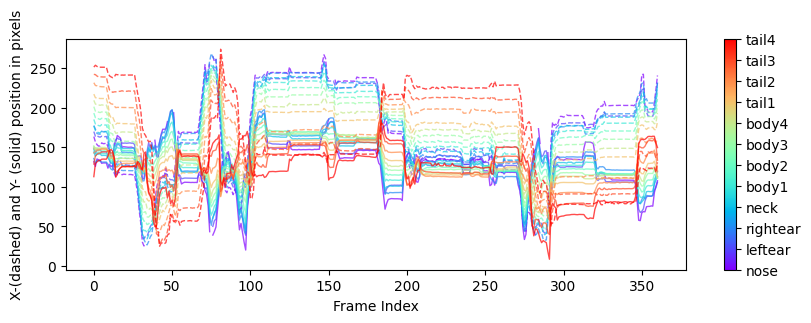 X-(dashed) and Y- (solid) position in pixels
250
200
150
100
50
0
0 50 100 150 200 250 300 350
Frame Index
tail4
tail3
tail2
tail1
body4
body3
body2
body1
neck
rightear
leftear
nose